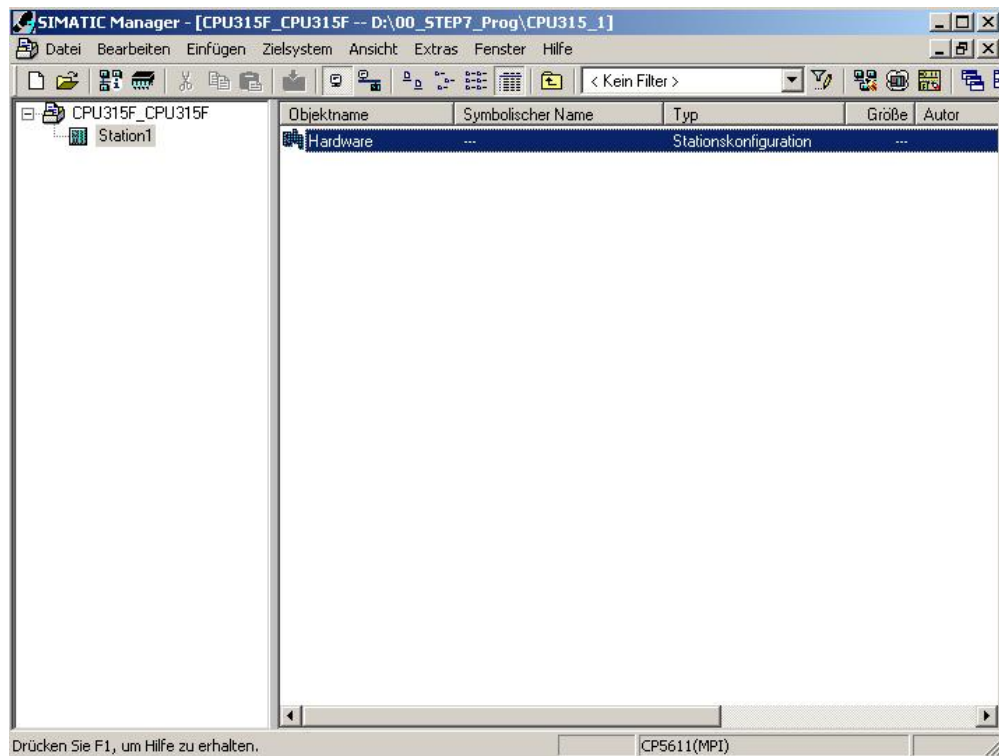 SIMATIC Manager - [CPU315F_CPU315F -- D:\00_STEP7_Prog\CPU315_1]
Datei Bearbeiten Einfügen Zielsystem Ansicht Extras Fenster Hilfe
< Kein Filter >
CPU315F_CPU315F
Station1
Objektname Symbolischer Name Typ Größe Autor
Hardware --- Stationskonfiguration ---
Drücken Sie F1, um Hilfe zu erhalten. CP5611(MPI)